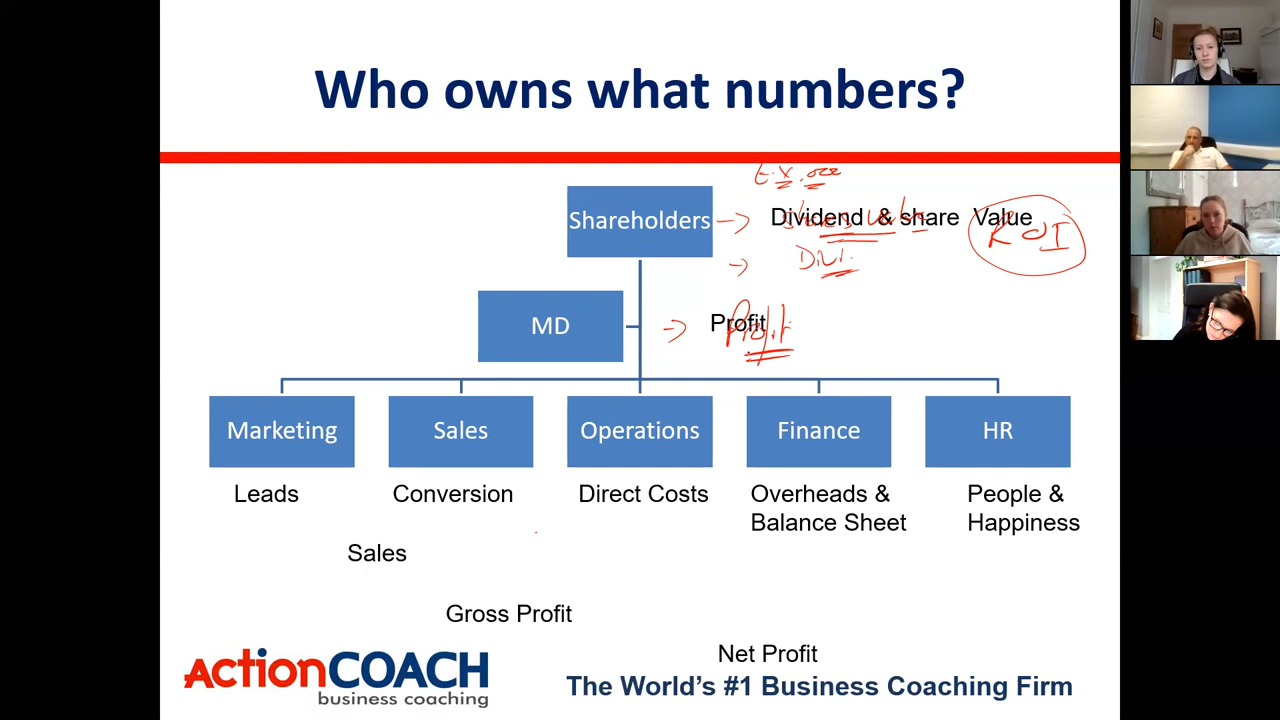 Who owns what numbers?
Shareholders
Dividend & share Value
ROI
Divi.
MD
Profit
Profit
Marketing
Sales
Operations
Finance
HR
Leads
Conversion
Direct Costs
Overheads &
Balance Sheet
People &
Happiness
Sales
Gross Profit
Net Profit
ActionCOACH
business coaching
The World's #1 Business Coaching Firm